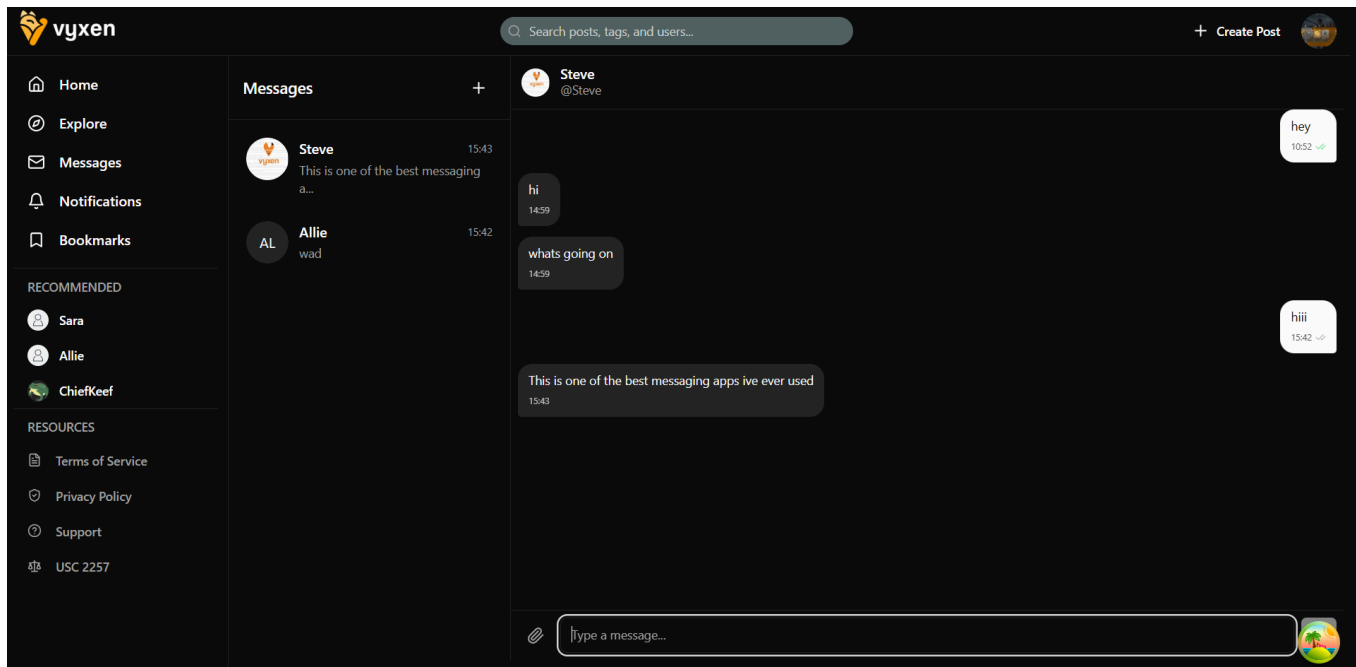 vyxen
Search posts, tags, and users...
Create Post
Home
Explore
Messages
Notifications
Bookmarks
RECOMMENDED
Sara
Allie
ChiefKeef
RESOURCES
Terms of Service
Privacy Policy
Support
USC 2257
Messages
vyxen
Steve 15:43
This is one of the best messaging
a...
AL
Allie 15:42
wad
vyxen
Steve
@Steve
hey
10:52
hi
14:59
whats going on
14:59
hiii
15:42
This is one of the best messaging apps ive ever used
15:43
Type a message...